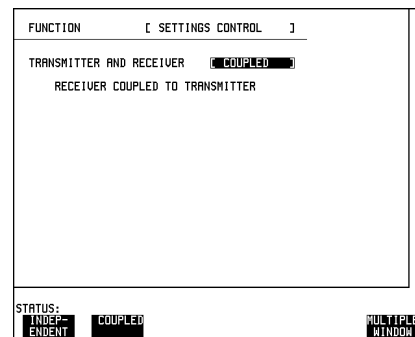 FUNCTION [ SETTINGS CONTROL ]
TRANSMITTER AND RECEIVER [ COUPLED ]
RECEIVER COUPLED TO TRANSMITTER
STATUS:
INDEP-
ENDENT
COUPLED
MULTIPLE
WINDOW